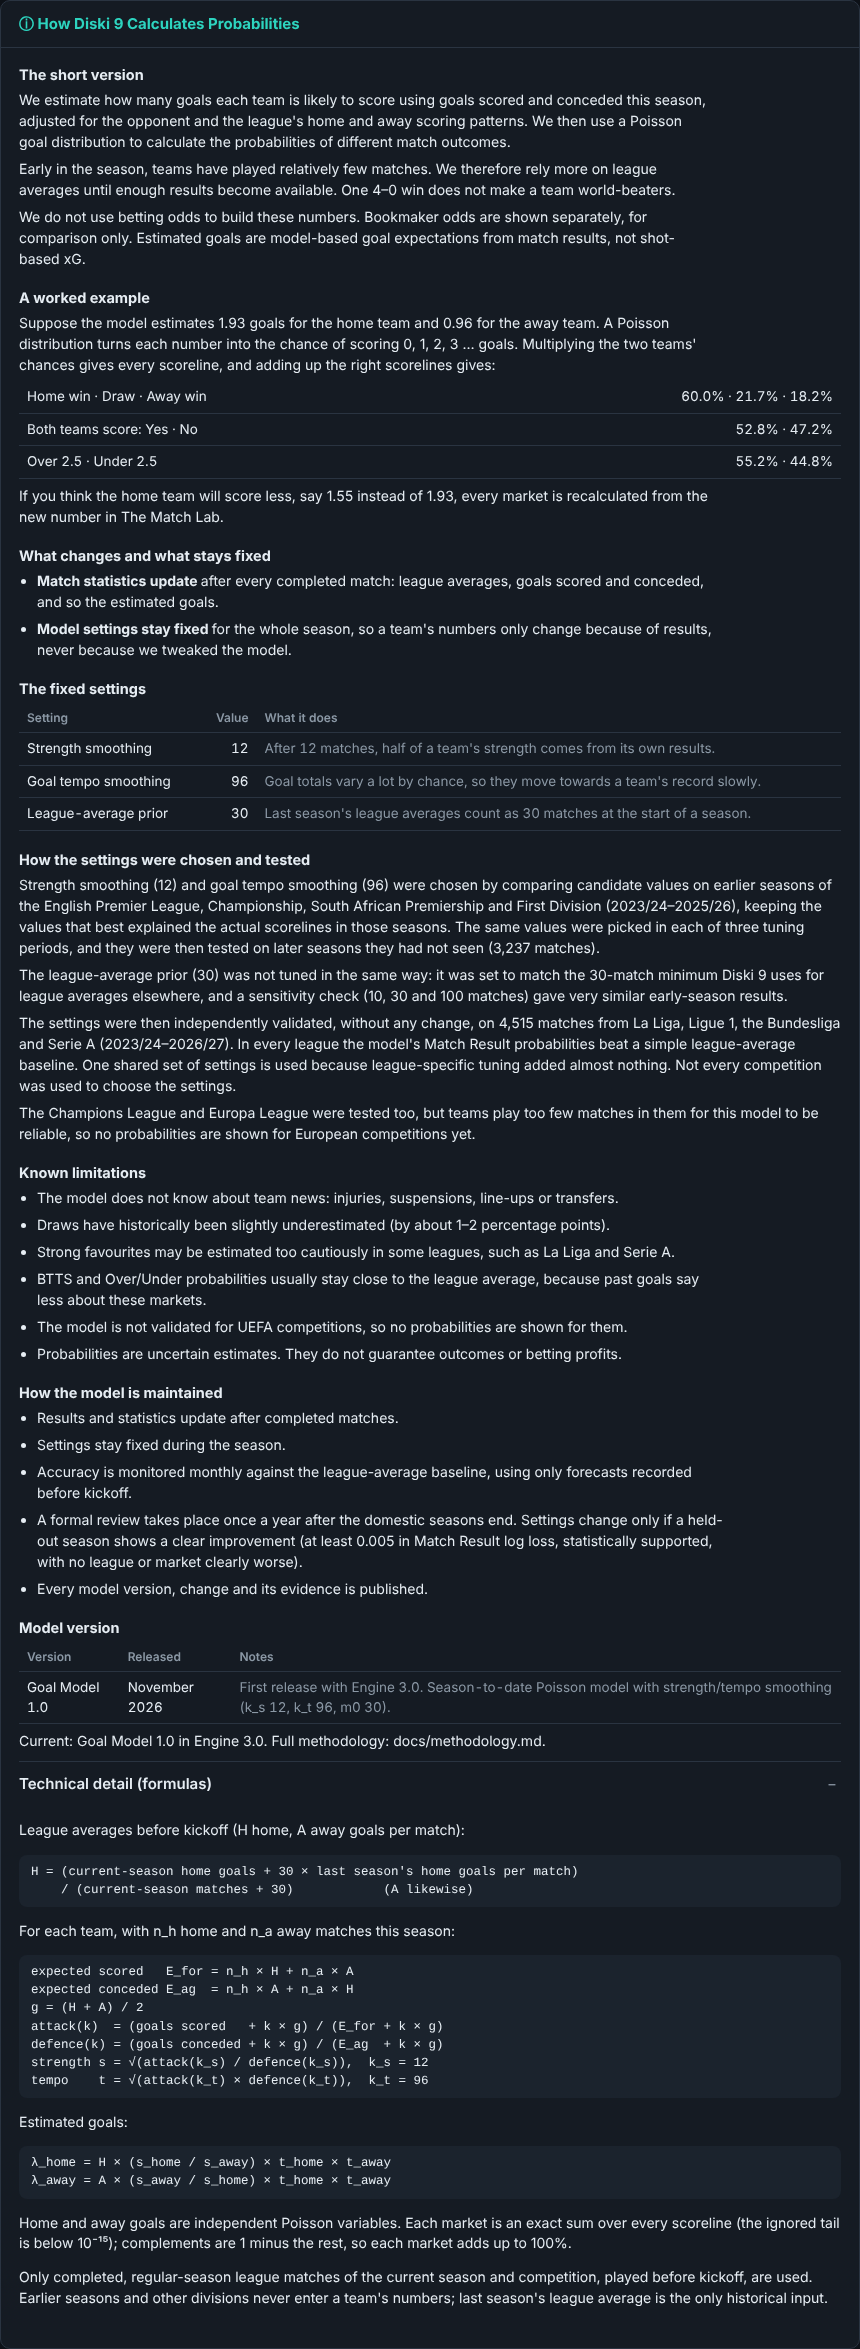 ⓘ How Diski 9 Calculates Probabilities
The short version
We estimate how many goals each team is likely to score using goals scored and conceded this season,
adjusted for the opponent and the league's home and away scoring patterns. We then use a Poisson
goal distribution to calculate the probabilities of different match outcomes.
Early in the season, teams have played relatively few matches. We therefore rely more on league
averages until enough results become available. One 4–0 win does not make a team world-beaters.
We do not use betting odds to build these numbers. Bookmaker odds are shown separately, for
comparison only. Estimated goals are model-based goal expectations from match results, not shot-
based xG.
A worked example
Suppose the model estimates 1.93 goals for the home team and 0.96 for the away team. A Poisson
distribution turns each number into the chance of scoring 0, 1, 2, 3 … goals. Multiplying the two teams'
chances gives every scoreline, and adding up the right scorelines gives:
Home win · Draw · Away win 60.0% · 21.7% · 18.2%
Both teams score: Yes · No 52.8% · 47.2%
Over 2.5 · Under 2.5 55.2% · 44.8%
If you think the home team will score less, say 1.55 instead of 1.93, every market is recalculated from the
new number in The Match Lab.
What changes and what stays fixed
• Match statistics update after every completed match: league averages, goals scored and conceded,
and so the estimated goals.
• Model settings stay fixed for the whole season, so a team's numbers only change because of results,
never because we tweaked the model.
The fixed settings
Setting Value What it does
Strength smoothing 12 After 12 matches, half of a team's strength comes from its own results.
Goal tempo smoothing 96 Goal totals vary a lot by chance, so they move towards a team's record slowly.
League-average prior 30 Last season's league averages count as 30 matches at the start of a season.
How the settings were chosen and tested
Strength smoothing (12) and goal tempo smoothing (96) were chosen by comparing candidate values on earlier seasons of
the English Premier League, Championship, South African Premiership and First Division (2023/24–2025/26), keeping the
values that best explained the actual scorelines in those seasons. The same values were picked in each of three tuning
periods, and they were then tested on later seasons they had not seen (3,237 matches).
The league-average prior (30) was not tuned in the same way: it was set to match the 30-match minimum Diski 9 uses for
league averages elsewhere, and a sensitivity check (10, 30 and 100 matches) gave very similar early-season results.
The settings were then independently validated, without any change, on 4,515 matches from La Liga, Ligue 1, the Bundesliga
and Serie A (2023/24–2026/27). In every league the model's Match Result probabilities beat a simple league-average
baseline. One shared set of settings is used because league-specific tuning added almost nothing. Not every competition
was used to choose the settings.
The Champions League and Europa League were tested too, but teams play too few matches in them for this model to be
reliable, so no probabilities are shown for European competitions yet.
Known limitations
• The model does not know about team news: injuries, suspensions, line-ups or transfers.
• Draws have historically been slightly underestimated (by about 1–2 percentage points).
• Strong favourites may be estimated too cautiously in some leagues, such as La Liga and Serie A.
• BTTS and Over/Under probabilities usually stay close to the league average, because past goals say
less about these markets.
• The model is not validated for UEFA competitions, so no probabilities are shown for them.
• Probabilities are uncertain estimates. They do not guarantee outcomes or betting profits.
How the model is maintained
• Results and statistics update after completed matches.
• Settings stay fixed during the season.
• Accuracy is monitored monthly against the league-average baseline, using only forecasts recorded
before kickoff.
• A formal review takes place once a year after the domestic seasons end. Settings change only if a held-
out season shows a clear improvement (at least 0.005 in Match Result log loss, statistically supported,
with no league or market clearly worse).
• Every model version, change and its evidence is published.
Model version
Version Released Notes
Goal Model November First release with Engine 3.0. Season-to-date Poisson model with strength/tempo smoothing
1.0 2026 (k_s 12, k_t 96, m0 30).
Current: Goal Model 1.0 in Engine 3.0. Full methodology: docs/methodology.md.
Technical detail (formulas) –
League averages before kickoff (H home, A away goals per match):
H = (current-season home goals + 30 × last season's home goals per match)
/ (current-season matches + 30) (A likewise)
For each team, with n_h home and n_a away matches this season:
expected scored E_for = n_h × H + n_a × A
expected conceded E_ag = n_h × A + n_a × H
g = (H + A) / 2
attack(k) = (goals scored + k × g) / (E_for + k × g)
defence(k) = (goals conceded + k × g) / (E_ag + k × g)
strength s = √(attack(k_s) / defence(k_s)), k_s = 12
tempo t = √(attack(k_t) × defence(k_t)), k_t = 96
Estimated goals:
λ_home = H × (s_home / s_away) × t_home × t_away
λ_away = A × (s_away / s_home) × t_home × t_away
Home and away goals are independent Poisson variables. Each market is an exact sum over every scoreline (the ignored tail
is below 10⁻¹⁵); complements are 1 minus the rest, so each market adds up to 100%.
Only completed, regular-season league matches of the current season and competition, played before kickoff, are used.
Earlier seasons and other divisions never enter a team's numbers; last season's league average is the only historical input.